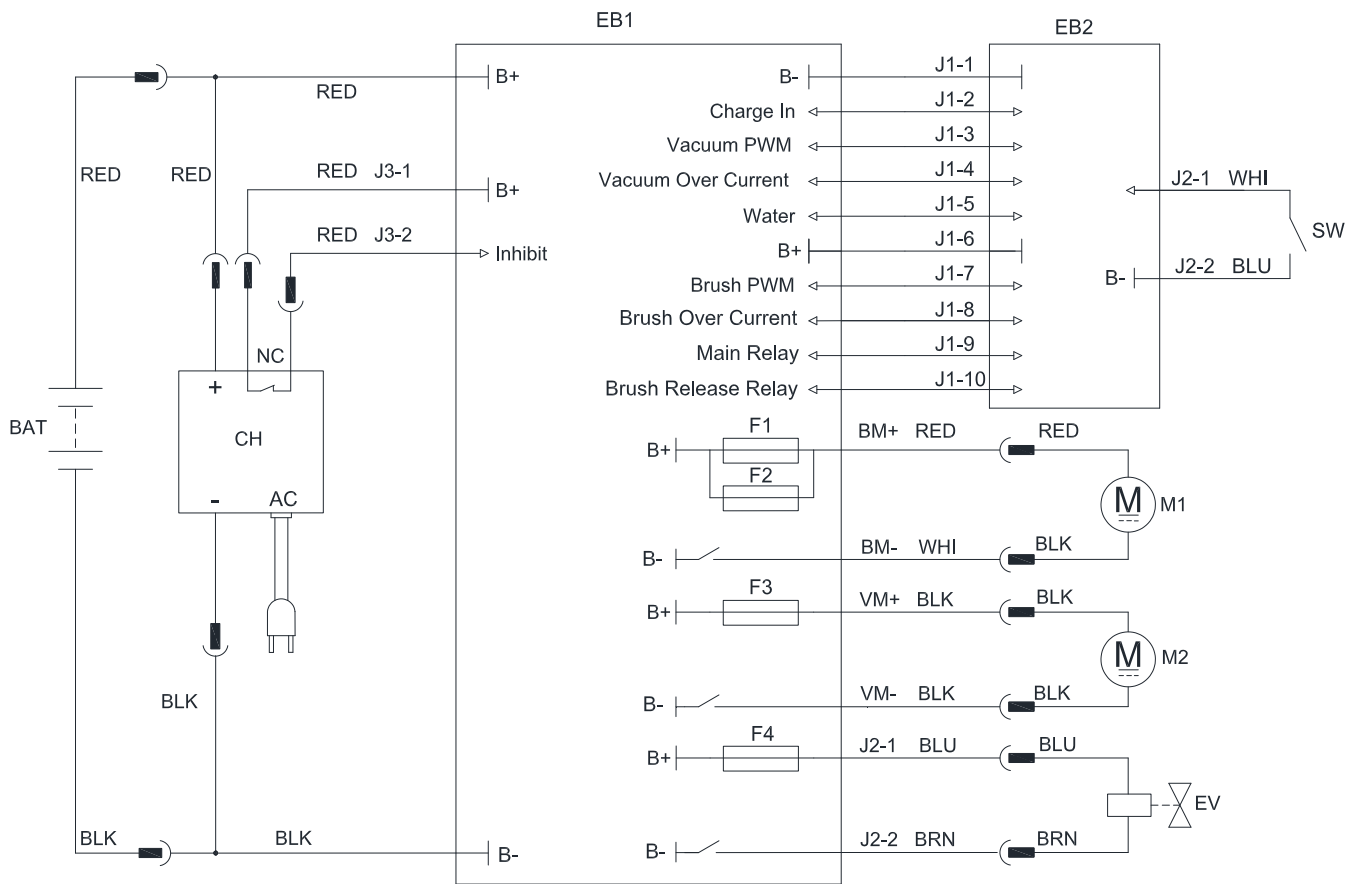 EB1
EB2
B+
RED
B- J1-1
Charge In J1-2
Vacuum PWM J1-3
RED RED
RED J3-1
B+
Vacuum Over Current J1-4
J2-1 WHI
Water J1-5
SW
RED J3-2
Inhibit
B+ J1-6
B- J2-2 BLU
Brush PWM J1-7
Brush Over Current J1-8
NC
Main Relay J1-9
+
Brush Release Relay J1-10
BAT
CH
F1
B+ BM+ RED RED
F2
- AC
M M1
B- BM- WHI BLK
F3
B+ VM+ BLK BLK
M M2
BLK
B- VM- BLK BLK
F4
B+ J2-1 BLU BLU
EV
BLK BLK
B-
B- J2-2 BRN BRN